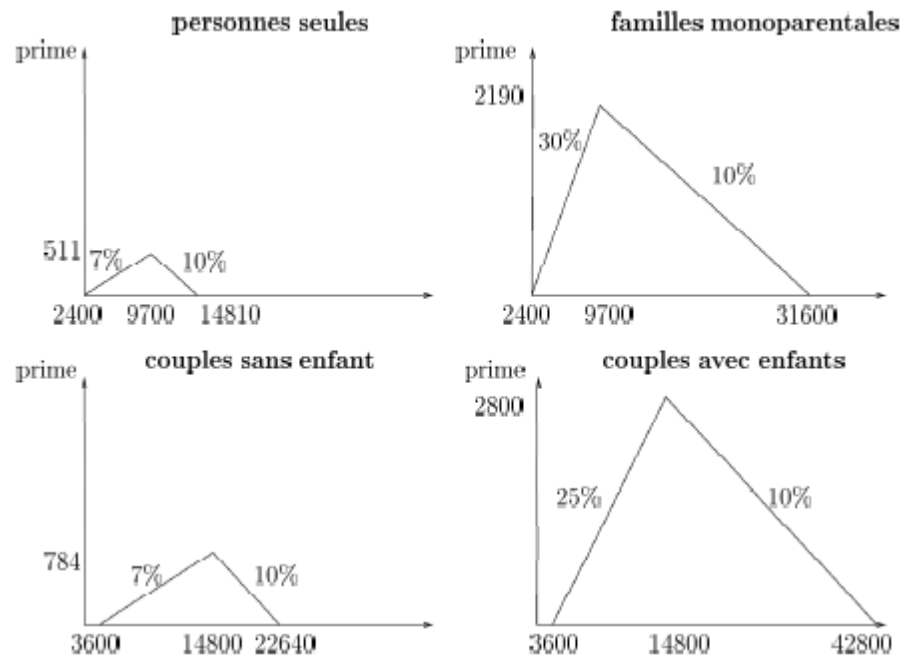 personnes seules
prime
511
7%
10%
2400 9700 14810
familles monoparentales
prime
2190
30%
10%
2400 9700 31600
couples sans enfant
prime
784
7%
10%
3600 14800 22640
couples avec enfants
prime
2800
25%
10%
3600 14800 42800